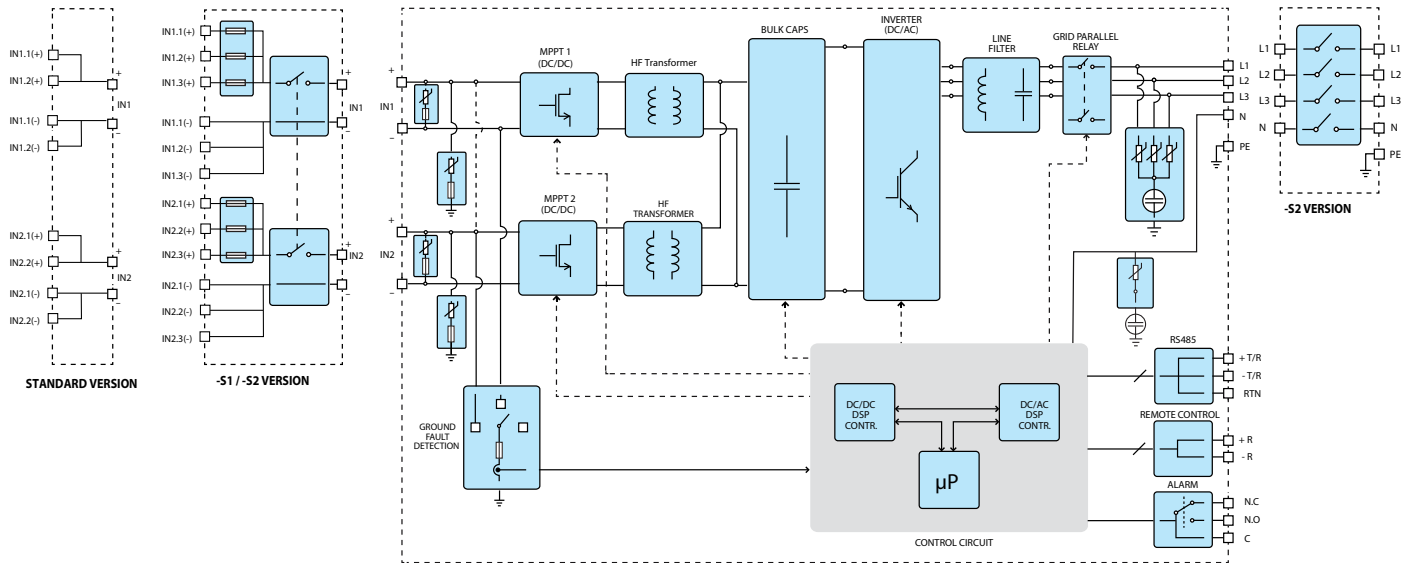 IN1.1(+)
IN1.2(+)
+
IN1
−
IN1.1(-)
IN1.2(-)
IN2.1(+)
IN2.2(+)
+
IN2
−
IN2.1(-)
IN2.2(-)
STANDARD VERSION
IN1.1(+)
IN1.2(+)
IN1.3(+)
+
IN1
−
IN1.1(-)
IN1.2(-)
IN1.3(-)
IN2.1(+)
IN2.2(+)
IN2.3(+)
+
IN2
−
IN2.1(-)
IN2.2(-)
IN2.3(-)
-S1 / -S2 VERSION
+
IN1
−
+
IN2
−
MPPT 1
(DC/DC)
HF Transformer
MPPT 2
(DC/DC)
HF
TRANSFORMER
BULK CAPS
INVERTER
(DC/AC)
LINE
FILTER
GRID PARALLEL
RELAY
L1
L2
L3
N
PE
GROUND
FAULT
DETECTION
DC/DC
DSP
CONTR.
DC/AC
DSP
CONTR.
µP
CONTROL CIRCUIT
RS485
+ T/R
- T/R
RTN
REMOTE CONTROL
+ R
- R
ALARM
N.C
N.O
C
L1
L2
L3
N
L1
L2
L3
N
PE
-S2 VERSION